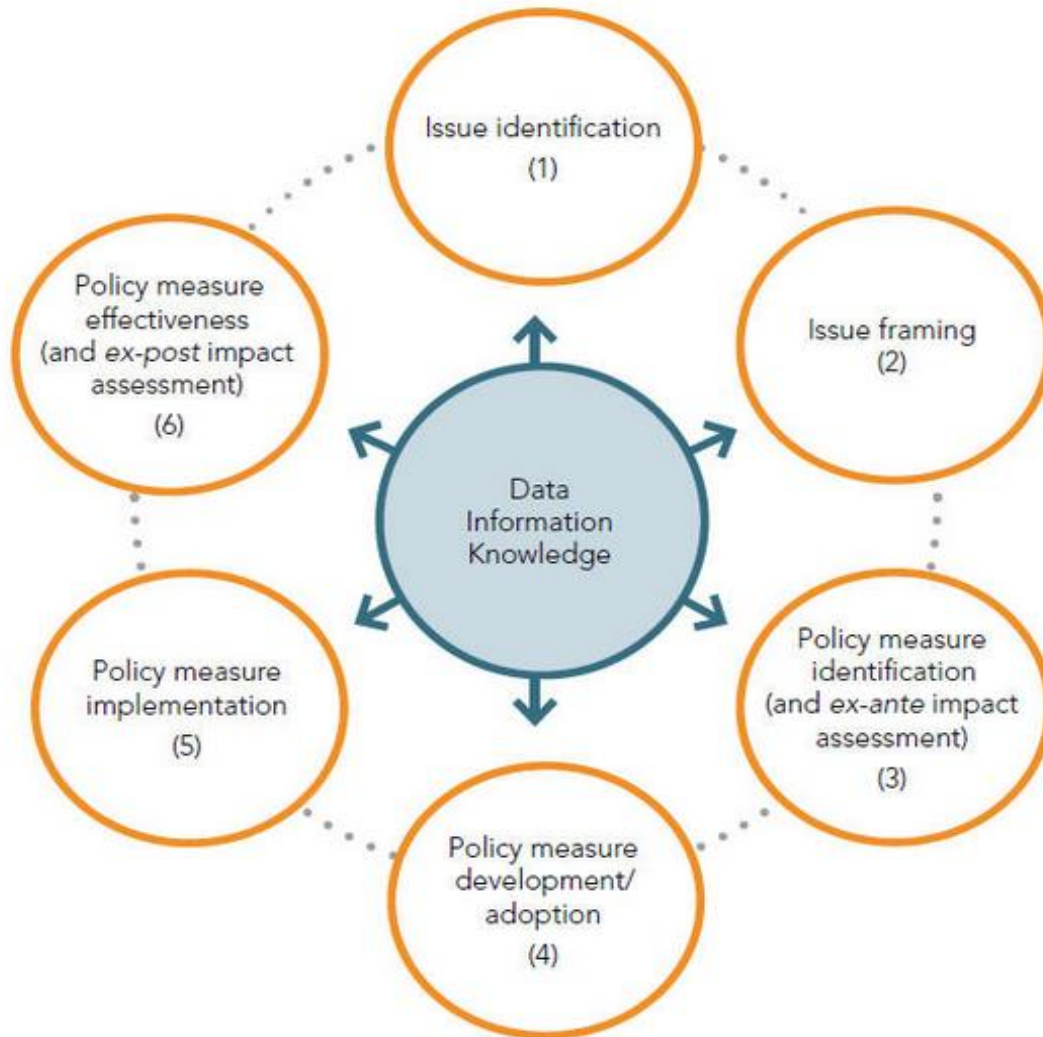 Issue identification
(1)
Issue framing
(2)
Policy measure
identification
(and ex-ante impact
assessment)
(3)
Policy measure
development/
adoption
(4)
Policy measure
implementation
(5)
Policy measure
effectiveness
(and ex-post impact
assessment)
(6)
Data
Information
Knowledge